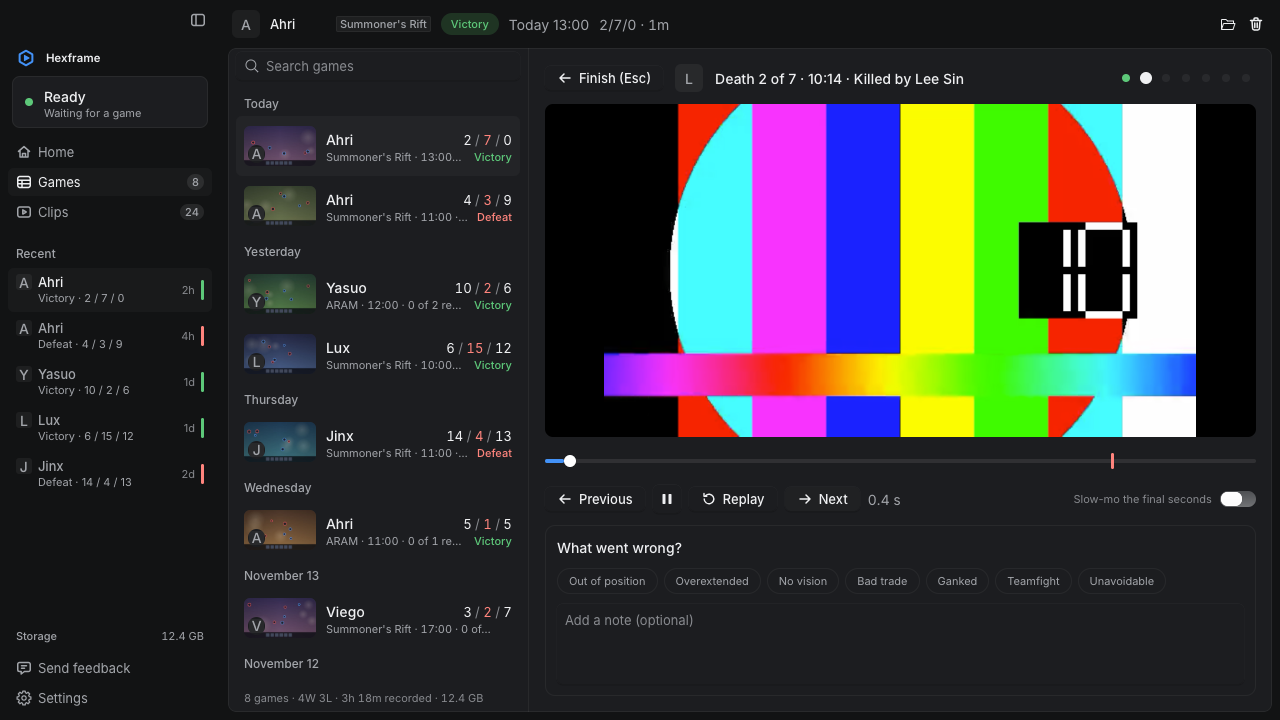 Hexframe
Ready
Waiting for a game
Home
Games 8
Clips 24
Recent
A Ahri
Victory · 2 / 7 / 0 2h
A Ahri
Defeat · 4 / 3 / 9 4h
Y Yasuo
Victory · 10 / 2 / 6 1d
L Lux
Victory · 6 / 15 / 12 1d
J Jinx
Defeat · 14 / 4 / 13 2d
Storage 12.4 GB
Send feedback
Settings
A Ahri Summoner's Rift Victory Today 13:00 2/7/0 · 1m
Search games
Today
A Ahri 2 / 7 / 0
Summoner's Rift · 13:00... Victory
A Ahri 4 / 3 / 9
Summoner's Rift · 11:00 ·... Defeat
Yesterday
Y Yasuo 10 / 2 / 6
ARAM · 12:00 · 0 of 2 re... Victory
L Lux 6 / 15 / 12
Summoner's Rift · 10:00... Victory
Thursday
J Jinx 14 / 4 / 13
Summoner's Rift · 11:00 ·... Defeat
Wednesday
A Ahri 5 / 1 / 5
ARAM · 11:00 · 0 of 1 re... Victory
November 13
V Viego 3 / 2 / 7
Summoner's Rift · 17:00 · 0 of...
November 12
8 games · 4W 3L · 3h 18m recorded · 12.4 GB
Finish (Esc) L Death 2 of 7 · 10:14 · Killed by Lee Sin
10
Previous Replay Next 0.4 s Slow-mo the final seconds
What went wrong?
Out of position Overextended No vision Bad trade Ganked Teamfight Unavoidable
Add a note (optional)